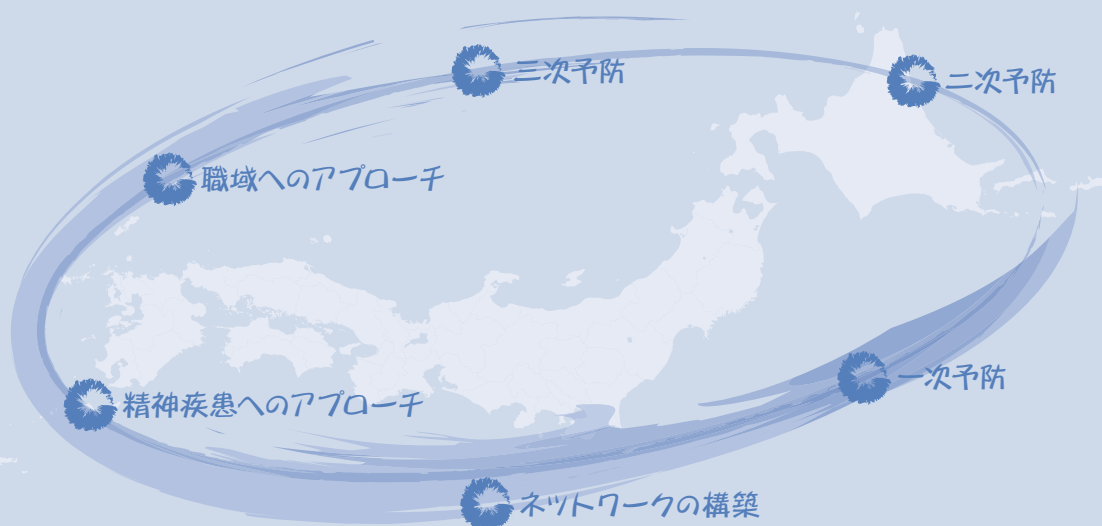 三次予防
二次予防
職域へのアプローチ
一次予防
精神疾患へのアプローチ
ネットワークの構築